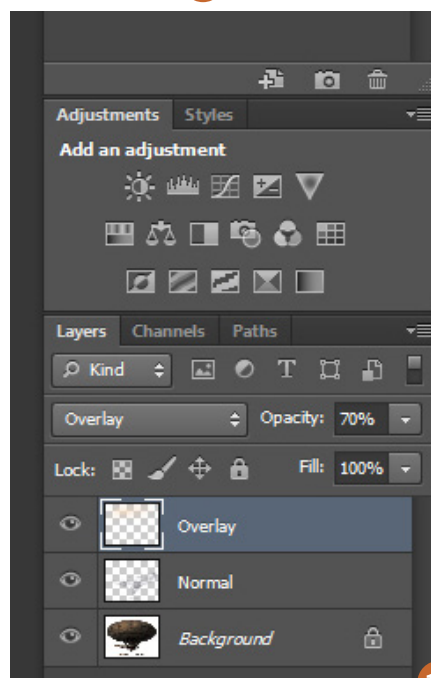 Adjustments Styles
Add an adjustment
Layers Channels Paths
Kind T
Overlay Opacity: 70%
Lock: Fill: 100%
Overlay
Normal
Background